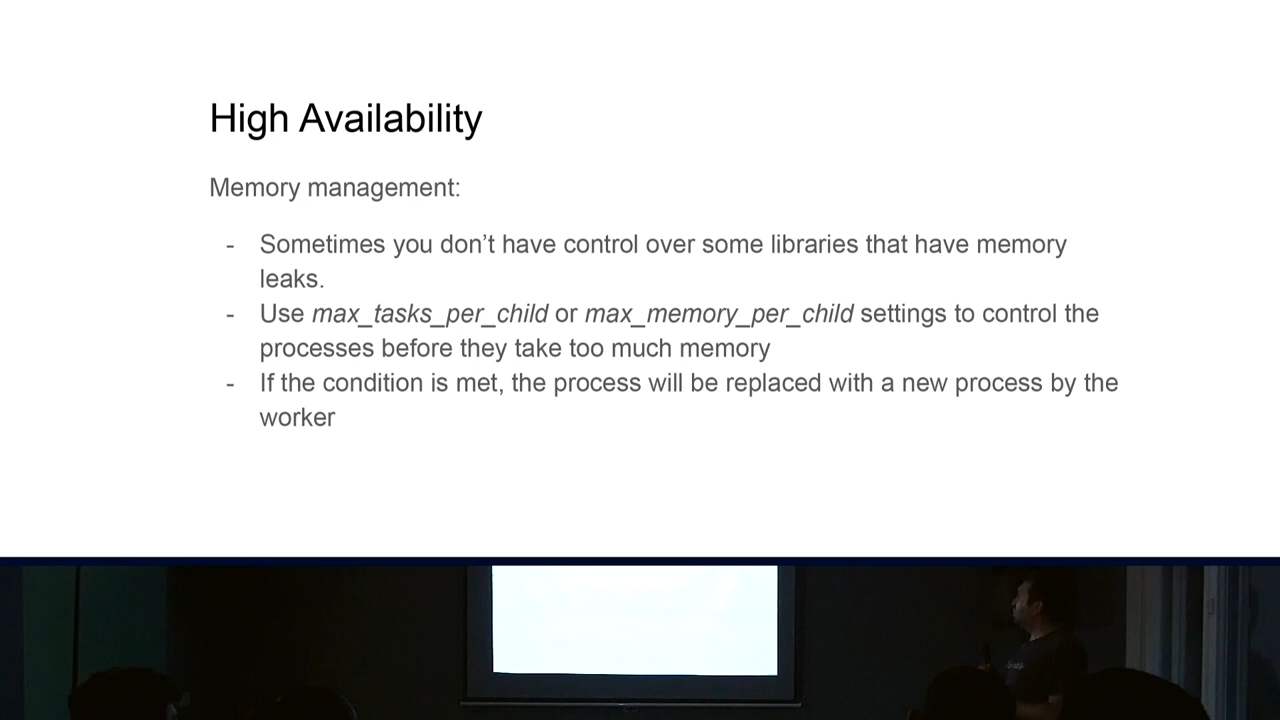 High Availability
Memory management:
- Sometimes you don't have control over some libraries that have memory
leaks.
- Use max_tasks_per_child or max_memory_per_child settings to control the
processes before they take too much memory
- If the condition is met, the process will be replaced with a new process by the
worker